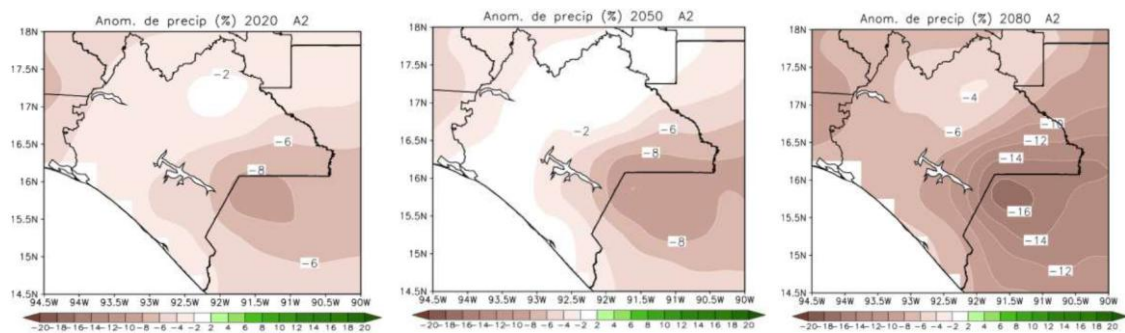 Anom. de precip (%) 2020 A2
18N
17.5N
17N
16.5N
16N
15.5N
15N
14.5N
-2
-6
-8
-6
94.5W 94W 93.5W 93W 92.5W 92W 91.5W 91W 90.5W 90W
-20 -18 -16 -14 -12 -10 -8 -6 -4 -2 2 4 6 8 10 12 14 16 18 20
Anom. de precip (%) 2050 A2
18N
17.5N
17N
16.5N
16N
15.5N
15N
14.5N
-2
-6
-8
-8
94.5W 94W 93.5W 93W 92.5W 92W 91.5W 91W 90.5W 90W
-20 -18 -16 -14 -12 -10 -8 -6 -4 -2 2 4 6 8 10 12 14 16 18 20
Anom. de precip (%) 2080 A2
18N
17.5N
17N
16.5N
16N
15.5N
15N
14.5N
-4
-6
-10
-12
-14
-16
-14
-12
94.5W 94W 93.5W 93W 92.5W 92W 91.5W 91W 90.5W 90W
-20 -18 -16 -14 -12 -10 -8 -6 -4 -2 2 4 6 8 10 12 14 16 18 20